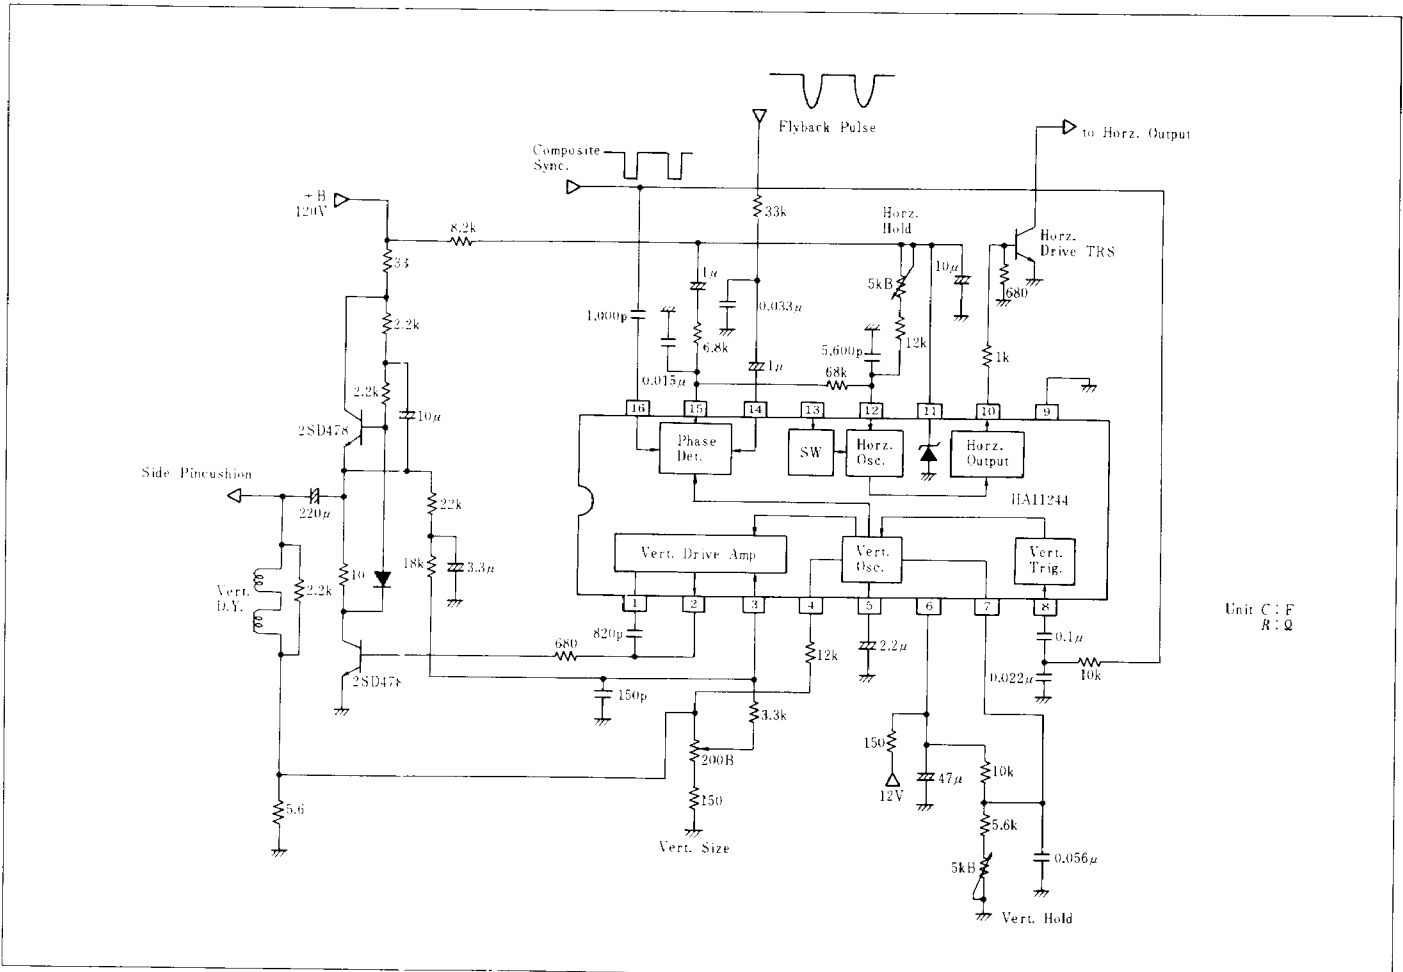 Flyback Pulse
to Horz. Output
Composite
Sync.
+B
120V
33k
Horz.
Hold
8.2k
Horz.
Drive TRS
33
1μ
5kB
10μ
680
0.033μ
1,000p
2.2k
6.8k
5,600p
12k
1k
0.015μ
1μ
68k
2.2k
10μ
16
15
14
13
12
11
10
9
2SD478
Phase
Det.
SW
Horz.
Osc.
Horz.
Output
Side Pincushion
220μ
22k
HA11244
Vert. Drive Amp
Vert.
Osc.
Vert.
Trig.
18k
3.3μ
10
2.2k
Vert.
D.Y.
1
2
3
4
5
6
7
8
Unit C : F
R : Ω
820p
680
12k
2.2μ
0.1μ
2SD478
150p
0.022μ
10k
3.3k
150
200B
12V
47μ
10k
5.6
150
5.6k
Vert. Size
5kB
0.056μ
Vert. Hold